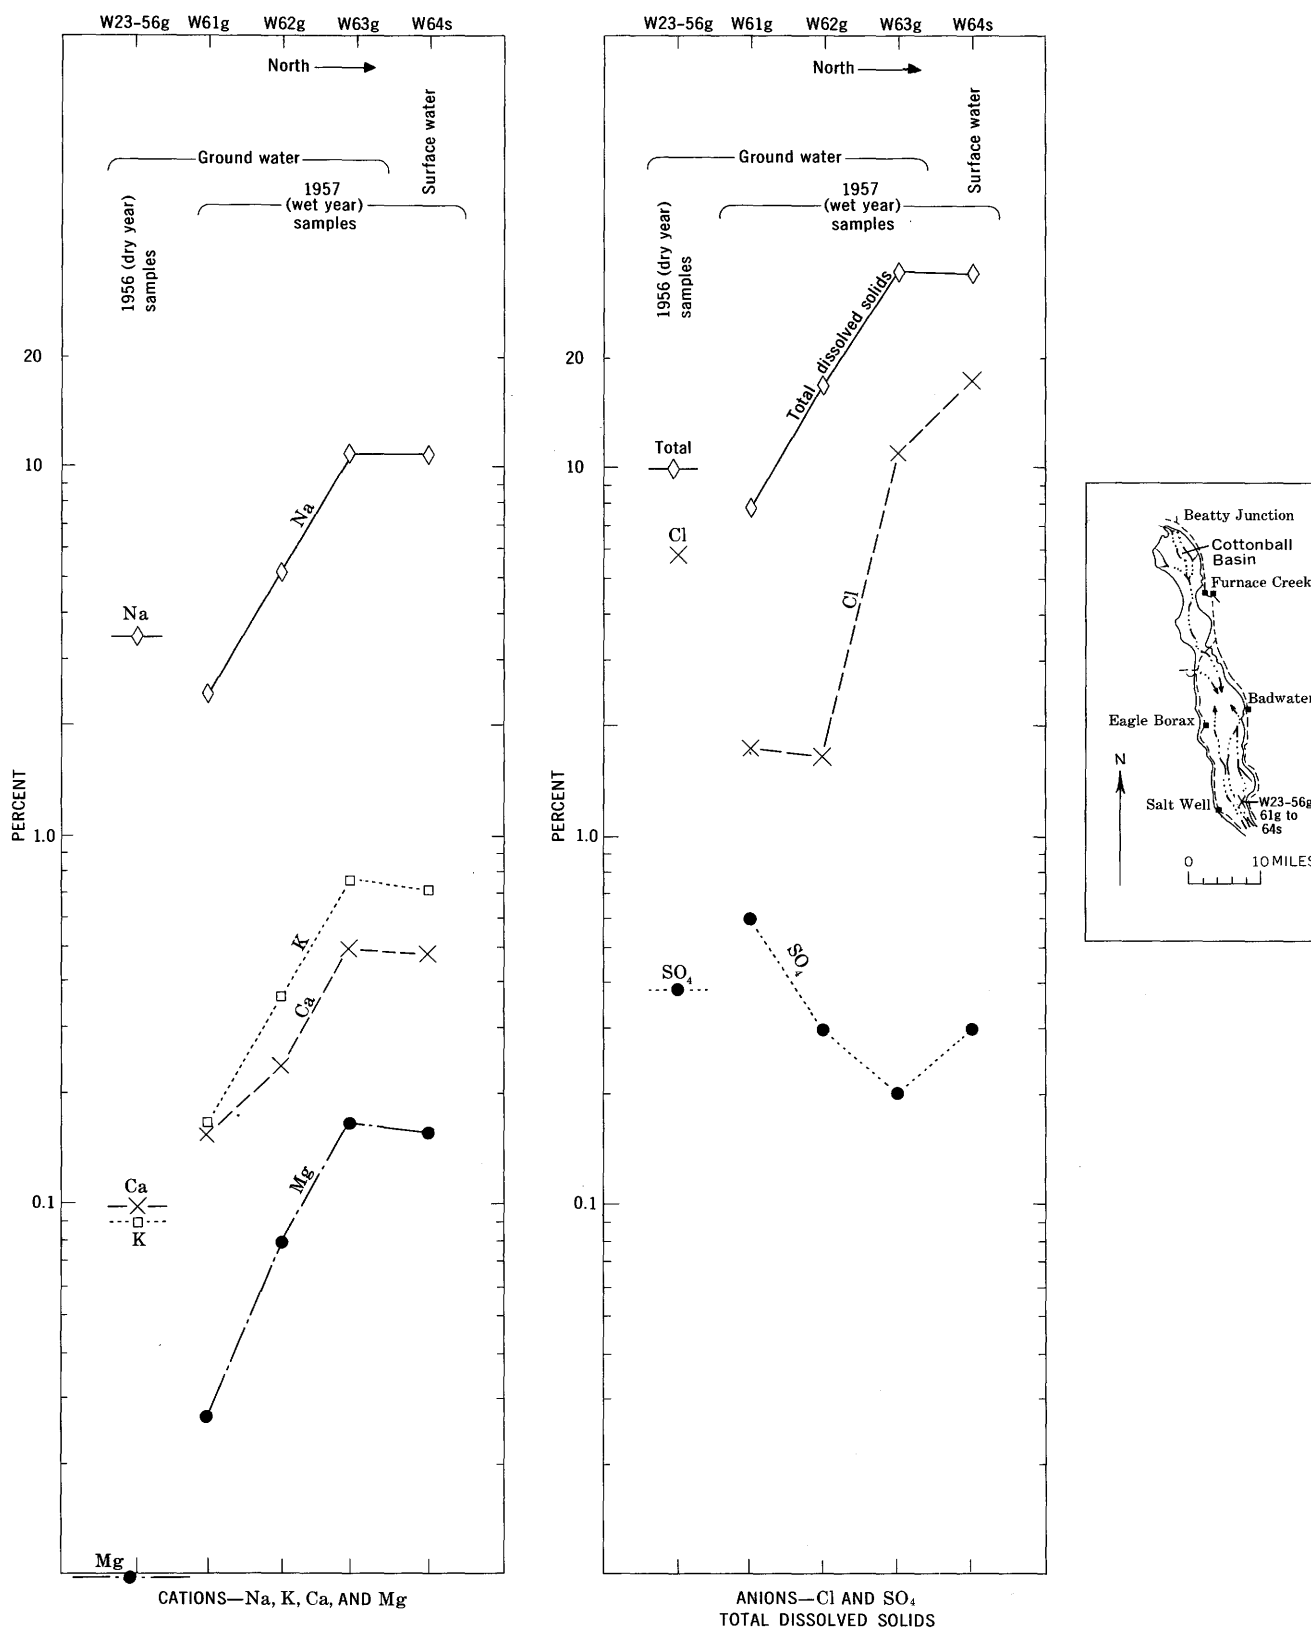 W23-56g W61g W62g W63g W64s
North
Surface water
Ground water
1957
(wet year)
samples
1956 (dry year)
samples
20
10
Na
Na
PERCENT
1.0
K
Ca
Mg
Ca
0.1
K
Mg
CATIONS—Na, K, Ca, AND Mg
W23-56g W61g W62g W63g W64s
North
Surface water
Ground water
1957
(wet year)
samples
1956 (dry year)
samples
Total dissolved solids
20
Total
10
Cl
Cl
PERCENT
1.0
SO₄
SO₄
0.1
ANIONS—Cl AND SO₄
TOTAL DISSOLVED SOLIDS
Beatty Junction
Cottonball
Basin
Furnace Creek
Badwater
Eagle Borax
N
Salt Well
W23-56g
61g to
64s
0 10 MILES